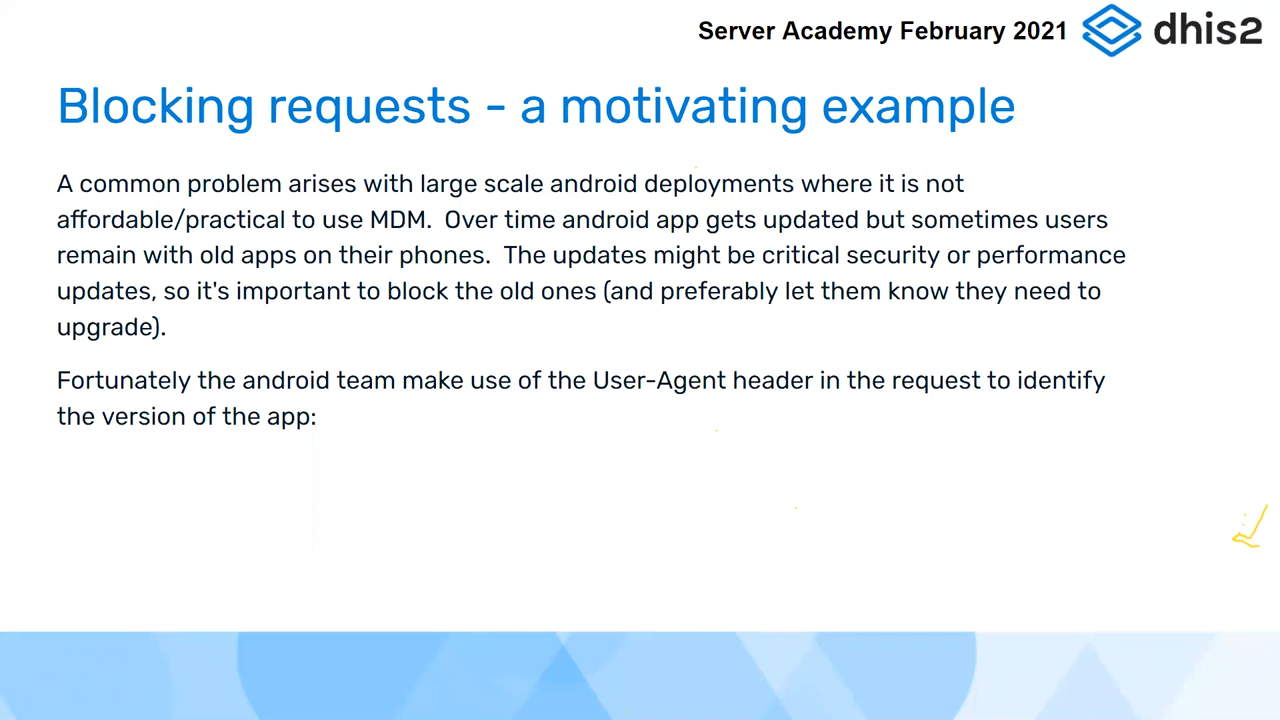 Server Academy February 2021
dhis2
Blocking requests - a motivating example
A common problem arises with large scale android deployments where it is not
affordable/practical to use MDM.  Over time android app gets updated but sometimes users
remain with old apps on their phones.  The updates might be critical security or performance
updates, so it's important to block the old ones (and preferably let them know they need to
upgrade).
Fortunately the android team make use of the User-Agent header in the request to identify
the version of the app: